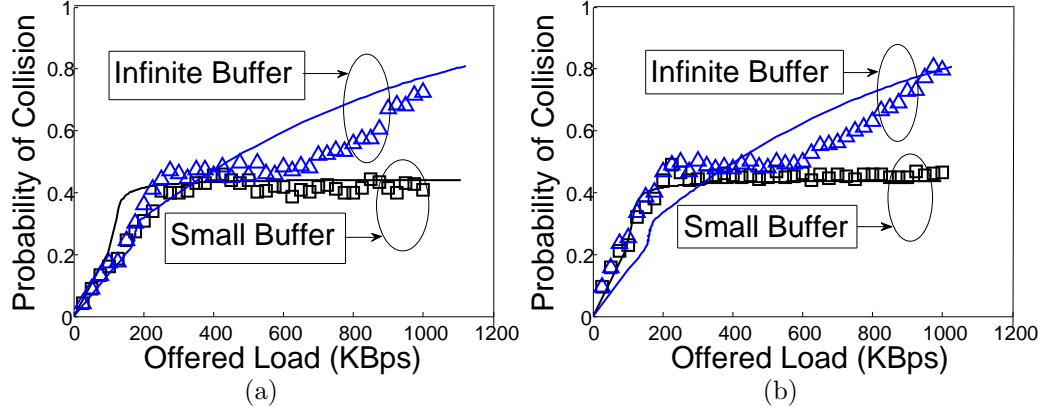 Probability of Collision
1
0.8
0.6
0.4
0.2
0
Infinite Buffer
Small Buffer
0 200 400 600 800 1000 1200
Offered Load (KBps)
(a)
Probability of Collision
1
0.8
0.6
0.4
0.2
0
Infinite Buffer
Small Buffer
0 200 400 600 800 1000 1200
Offered Load (KBps)
(b)